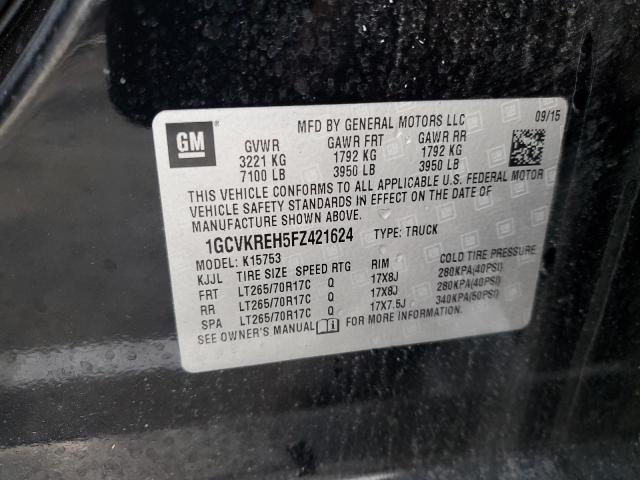 GM
MFD BY GENERAL MOTORS LLC 09/15
GVWR GAWR FRT GAWR RR
3221 KG 1792 KG 1792 KG
7100 LB 3950 LB 3950 LB
THIS VEHICLE CONFORMS TO ALL APPLICABLE U.S. FEDERAL MOTOR
VEHICLE SAFETY STANDARDS IN EFFECT ON THE DATE OF
MANUFACTURE SHOWN ABOVE.
1GCVKREH5FZ421624 TYPE: TRUCK
MODEL: K15753
KJJL TIRE SIZE SPEED RTG RIM COLD TIRE PRESSURE
FRT LT265/70R17C Q 17X8J 280KPA(40PSI)
RR LT265/70R17C Q 17X8J 280KPA(40PSI)
SPA LT265/70R17C Q 17X7.5J 340KPA(50PSI)
SEE OWNER'S MANUAL FOR MORE INFORMATION.